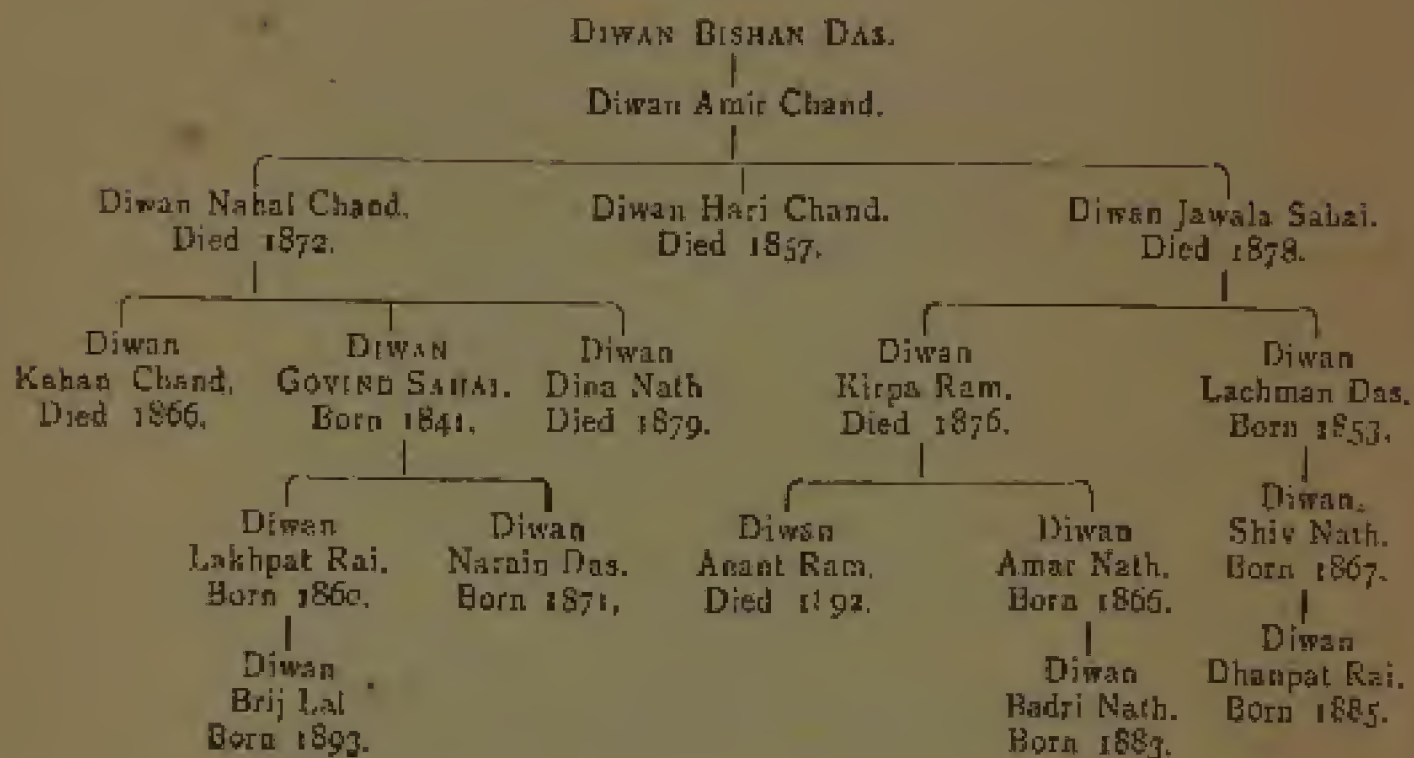 DIWAN BISHAN DAS.
Diwan Amir Chand.
Diwan Nahal Chand.
Died 1872.
Diwan Hari Chand.
Died 1857.
Diwan Jawala Sahai.
Died 1878.
Diwan
Kahan Chand.
Died 1866.
DIWAN
GOVIND SAHAI.
Born 1841.
Diwan
Dina Nath
Died 1879.
Diwan
Kirpa Ram.
Died 1876.
Diwan
Lachman Das.
Born 1853.
Diwan
Lakhpat Rai.
Born 1860.
Diwan
Narain Das.
Born 1871.
Diwan
Anant Ram.
Died 1892.
Diwan
Amar Nath.
Born
Diwan.
Shiv Nath.
Born 1867.
Diwan
Brij Lal
Born 1893.
Diwan
Badri Nath.
Born 1883.
Diwan
Dhanpat Rai.
Born 1885.